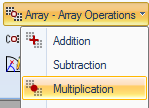 Array - Array Operations
Addition
Subtraction
Multiplication